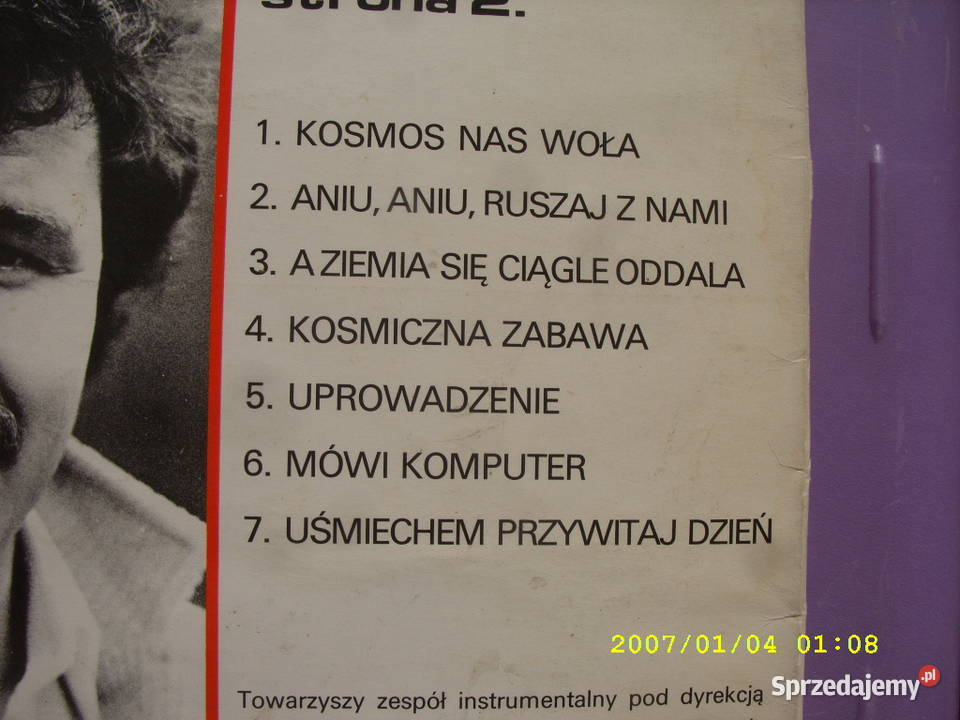 strona 2.
1. KOSMOS NAS WOŁA
2. ANIU, ANIU, RUSZAJ Z NAMI
3. A ZIEMIA SIĘ CIĄGLE ODDALA
4. KOSMICZNA ZABAWA
5. UPROWADZENIE
6. MÓWI KOMPUTER
7. UŚMIECHEM PRZYWITAJ DZIEŃ
2007/01/04 01:08
Towarzyszy zespół instrumentalny pod dyrekcją
Sprzedajemy.pl